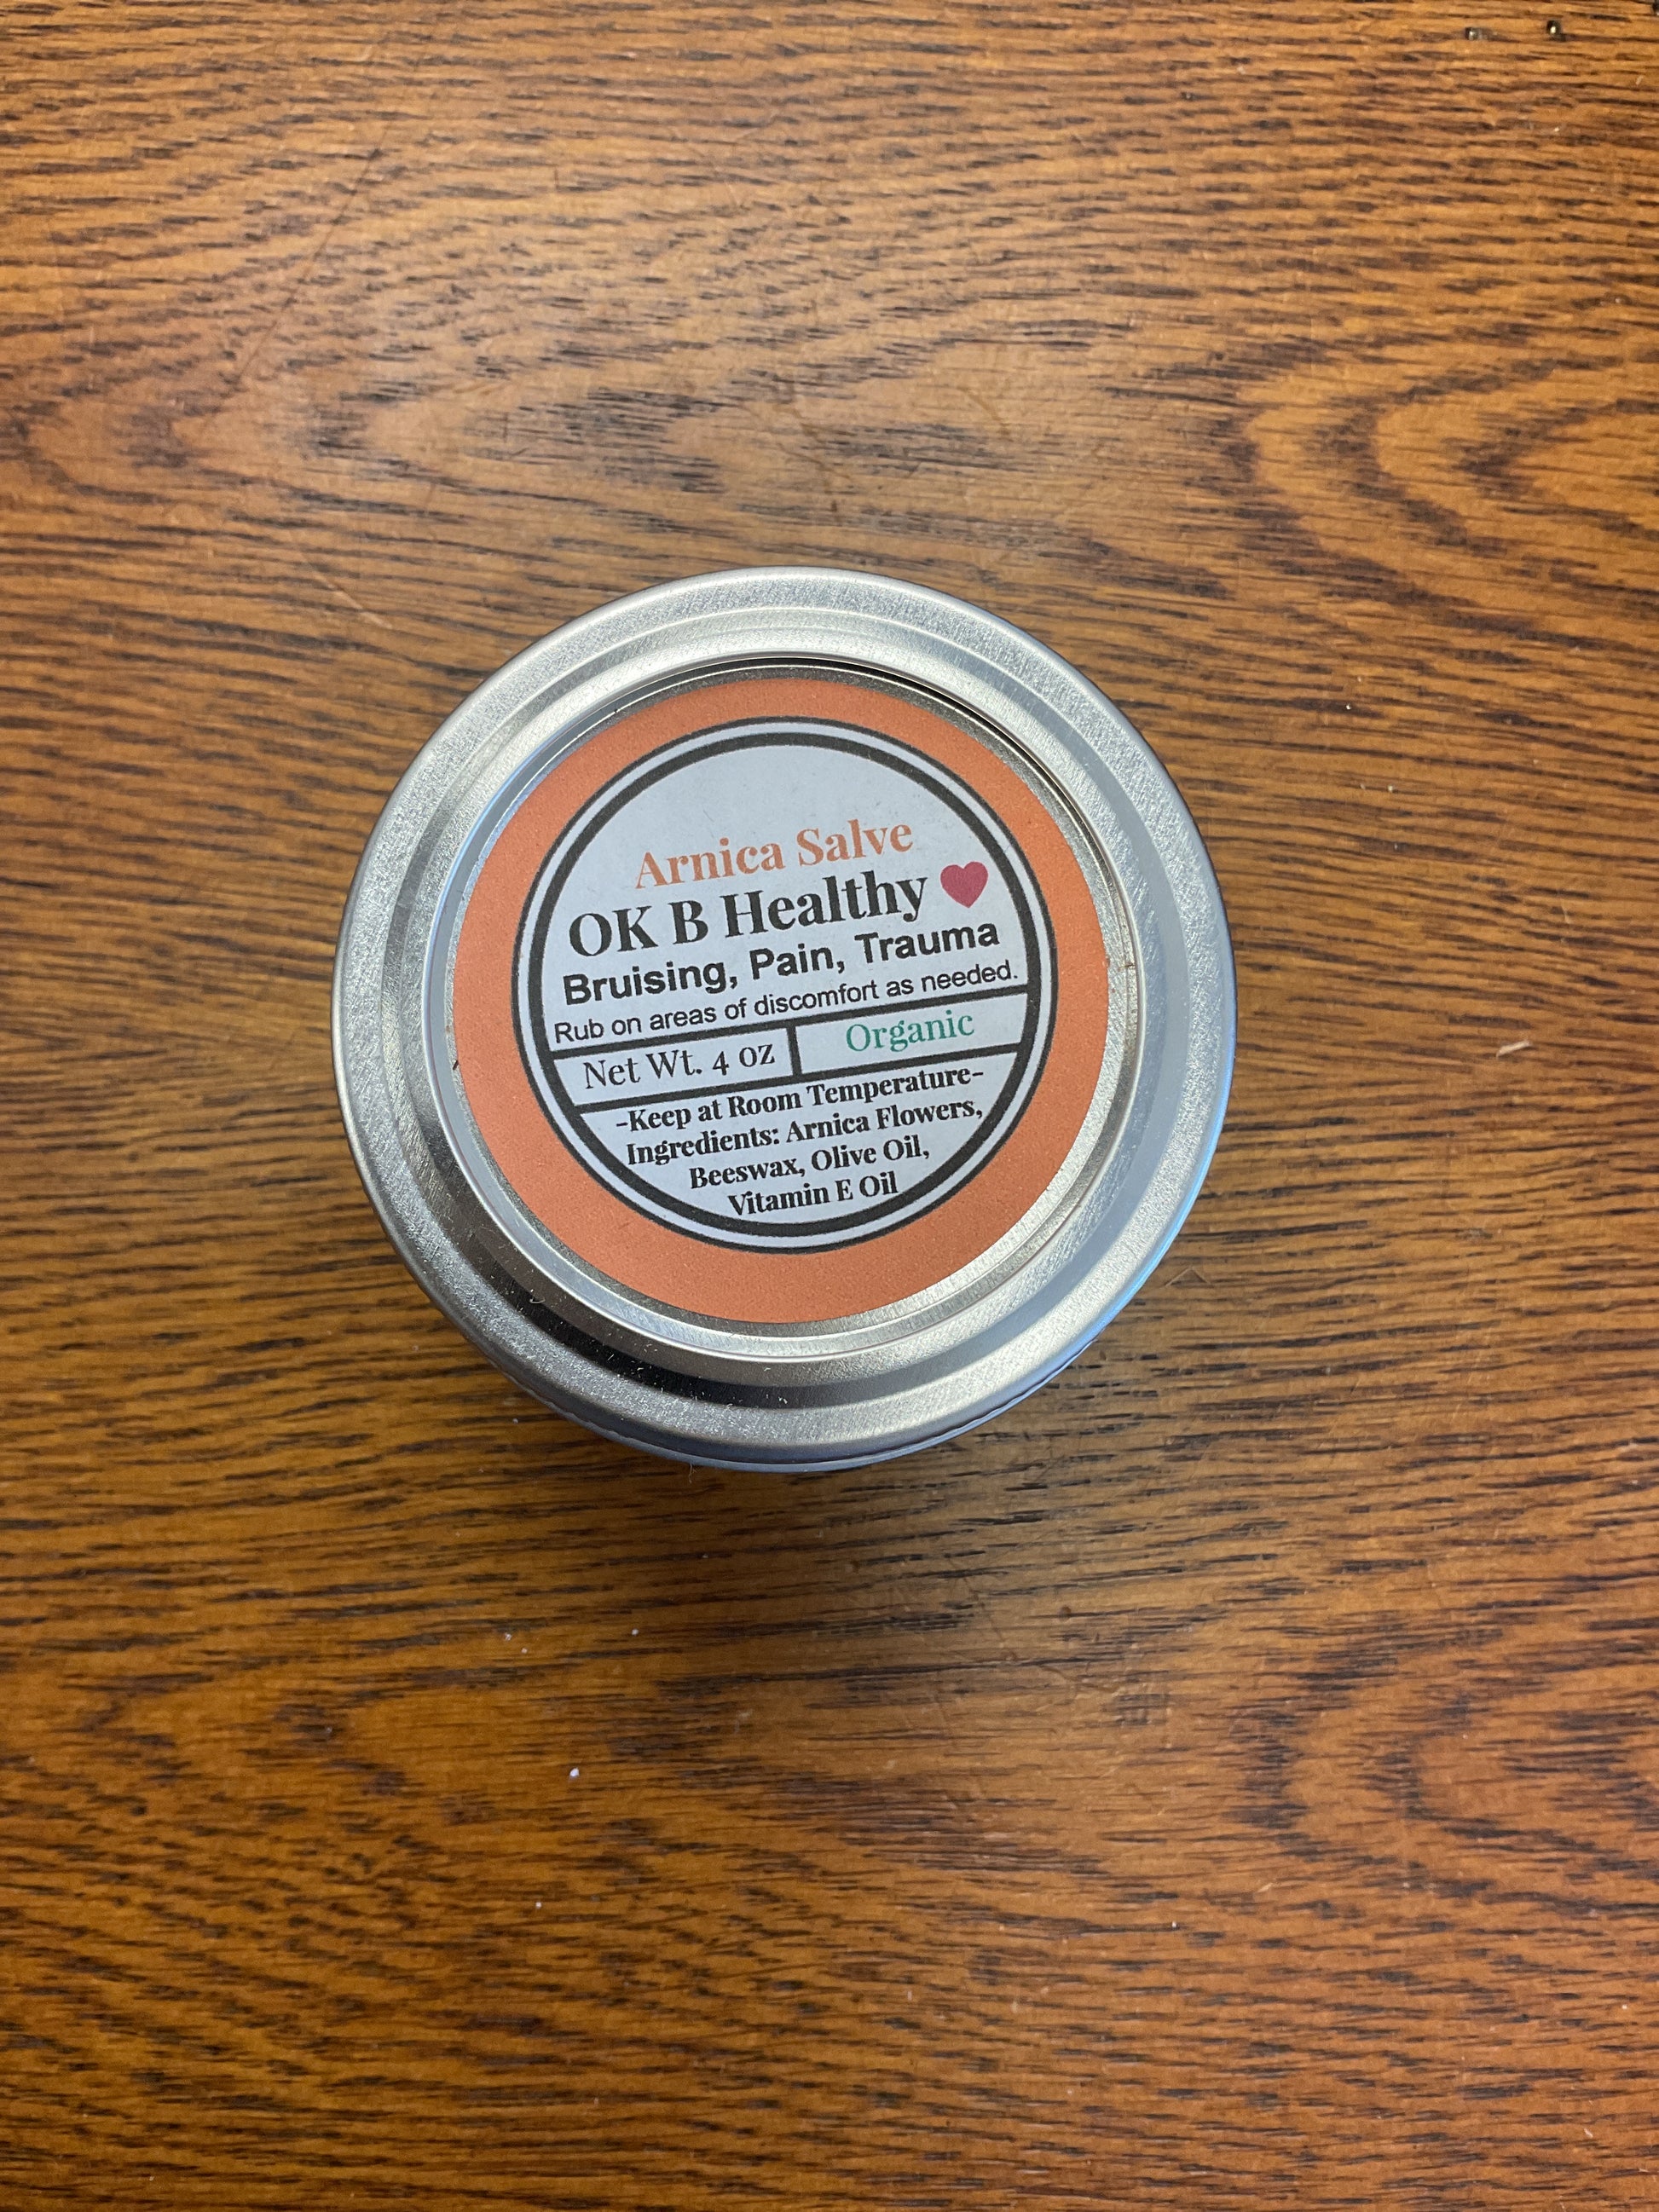 Arnica Salve
OK B Healthy
Bruising, Pain, Trauma
Rub on areas of discomfort as needed.
Net Wt. 4 oz
Organic
-Keep at Room Temperature-
Ingredients: Arnica Flowers,
Beeswax, Olive Oil,
Vitamin E Oil